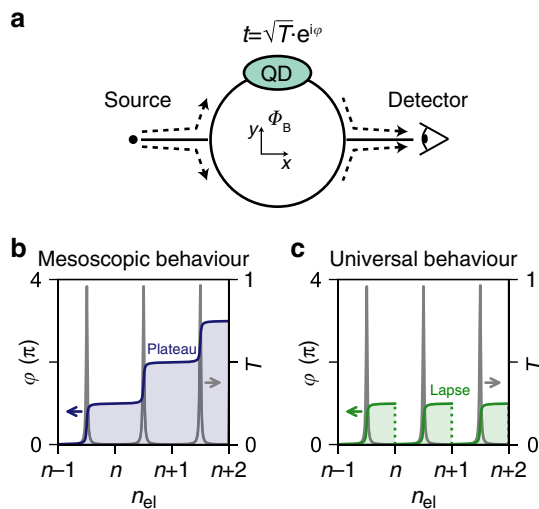 a
t=√T·e^iφ
QD
Source
Detector
Φ_B
y
x
b Mesoscopic behaviour
c Universal behaviour
4 1 4 1
Plateau
Lapse
φ (π) T φ (π) T
0 0 0 0
n–1 n n+1 n+2 n–1 n n+1 n+2
n_el n_el